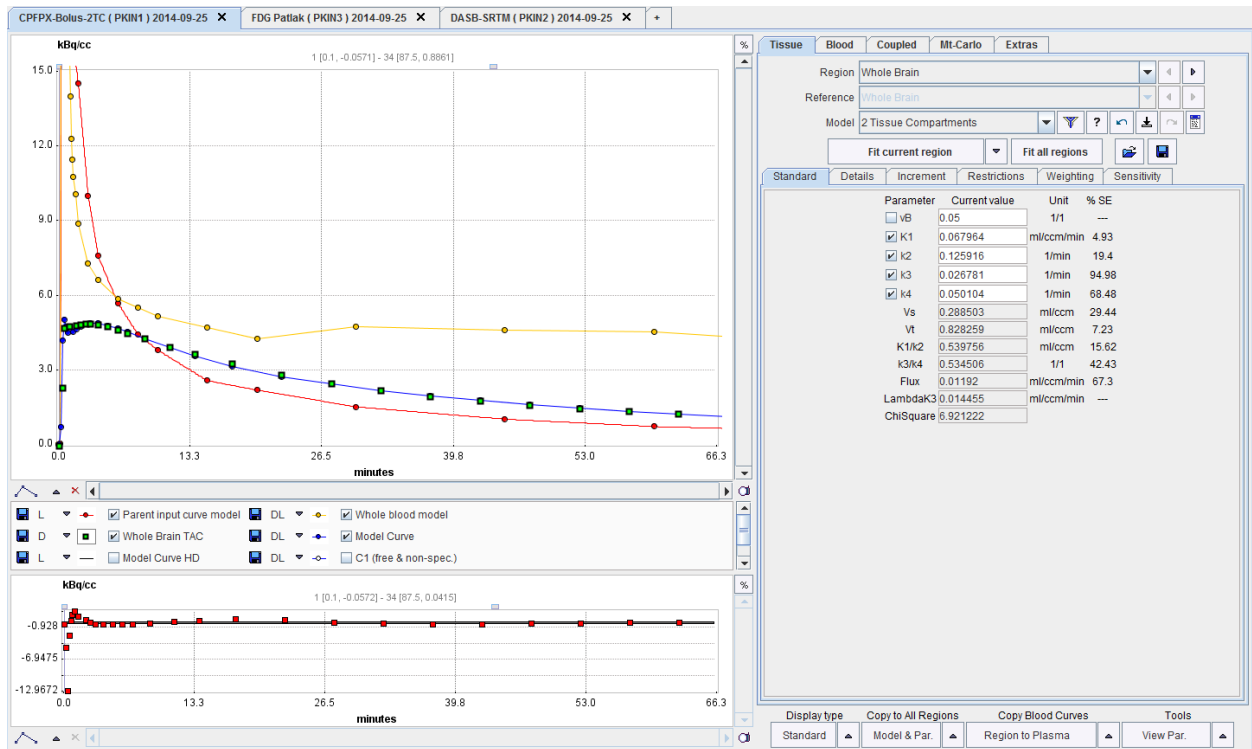 CPFPX-Bolus-2TC ( PKIN1 ) 2014-09-25 X FDG Patlak ( PKIN3 ) 2014-09-25 X DASB-SRTM ( PKIN2 ) 2014-09-25 X +
kBq/cc
1 [0.1, -0.0571] - 34 [87.5, 0.8861]
15.0
12.0
9.0
6.0
3.0
0.0
0.0 13.3 26.5 39.8 53.0 66.3
minutes
%
L Parent input curve model DL Whole blood model
D Whole Brain TAC DL Model Curve
L Model Curve HD DL C1 (free & non-spec.)
kBq/cc
1 [0.1, -0.0572] - 34 [87.5, 0.0415]
%
-0.928
-6.9475
-12.9672
0.0 13.3 26.5 39.8 53.0 66.3
minutes
Tissue Blood Coupled Mt-Carlo Extras
Region Whole Brain
Reference Whole Brain
Model 2 Tissue Compartments ?
Fit current region Fit all regions
Standard Details Increment Restrictions Weighting Sensitivity
Parameter Current value Unit % SE
vB 0.05 1/1 ---
K1 0.067964 ml/ccm/min 4.93
k2 0.125916 1/min 19.4
k3 0.026781 1/min 94.98
k4 0.050104 1/min 68.48
Vs 0.288503 ml/ccm 29.44
Vt 0.828259 ml/ccm 7.23
K1/k2 0.539756 ml/ccm 15.62
k3/k4 0.534506 1/1 42.43
Flux 0.01192 ml/ccm/min 67.3
LambdaK3 0.014455 ml/ccm/min ---
ChiSquare 6.921222
Display type Copy to All Regions Copy Blood Curves Tools
Standard Model & Par. Region to Plasma View Par.